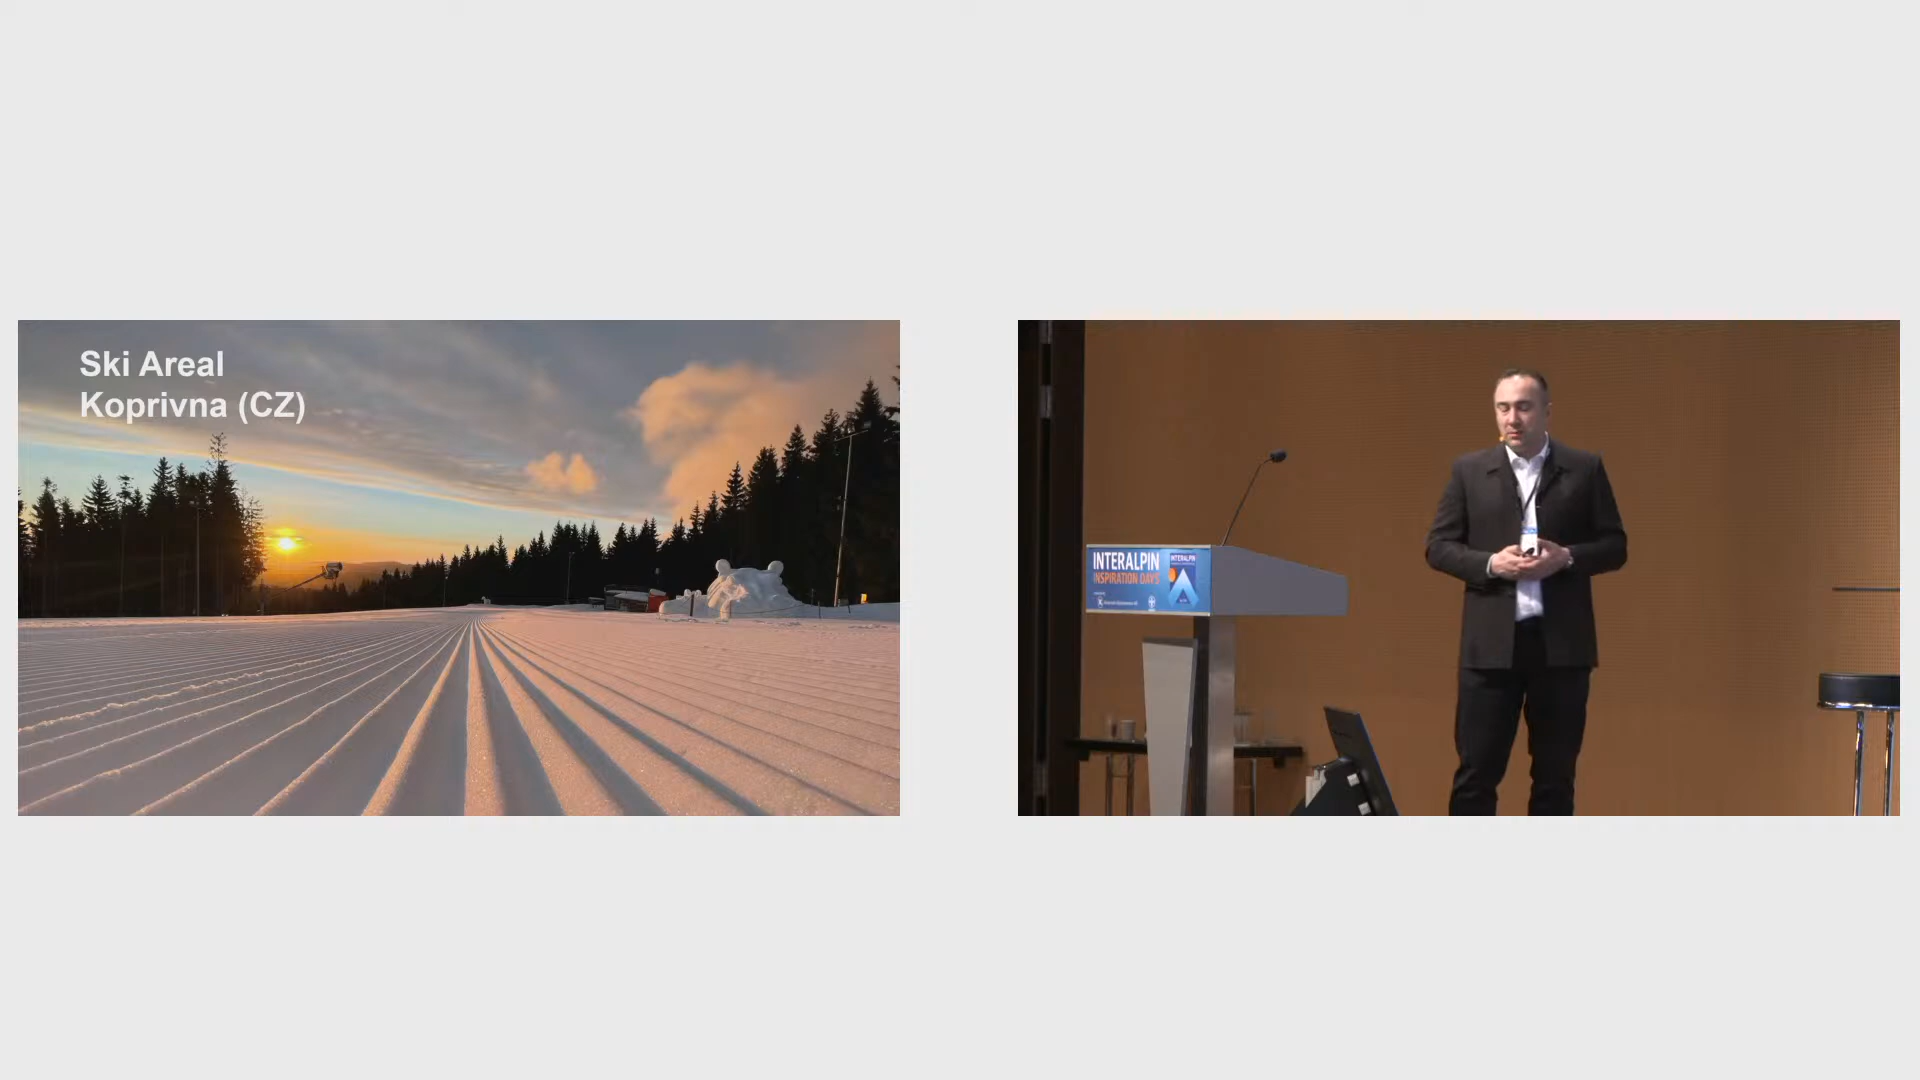 Ski Areal
Koprivna (CZ)
INTERALPIN
INSPIRATION DAYS
INTERALPIN